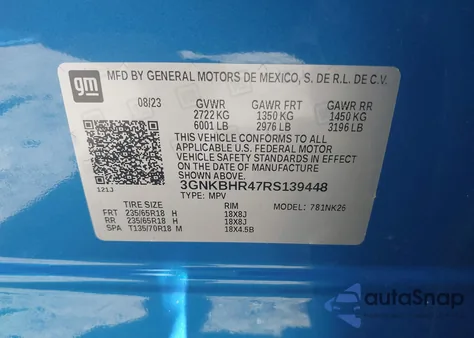 gm
MFD BY GENERAL MOTORS DE MEXICO, S. DE R.L. DE C.V.
08/23 GVWR GAWR FRT GAWR RR
2722 KG 1350 KG 1450 KG
6001 LB 2976 LB 3196 LB
THIS VEHICLE CONFORMS TO ALL
APPLICABLE U.S. FEDERAL MOTOR
VEHICLE SAFETY STANDARDS IN EFFECT
ON THE DATE OF MANUFACTURE
SHOWN ABOVE.
3GNKBHR47RS139448
TYPE: MPV
121J
TIRE SIZE RIM MODEL: 781NK26
FRT 235/65R18 H 18X8J
RR 235/65R18 H 18X8J
SPA T135/70R18 M 18X4.5B
autoSnap